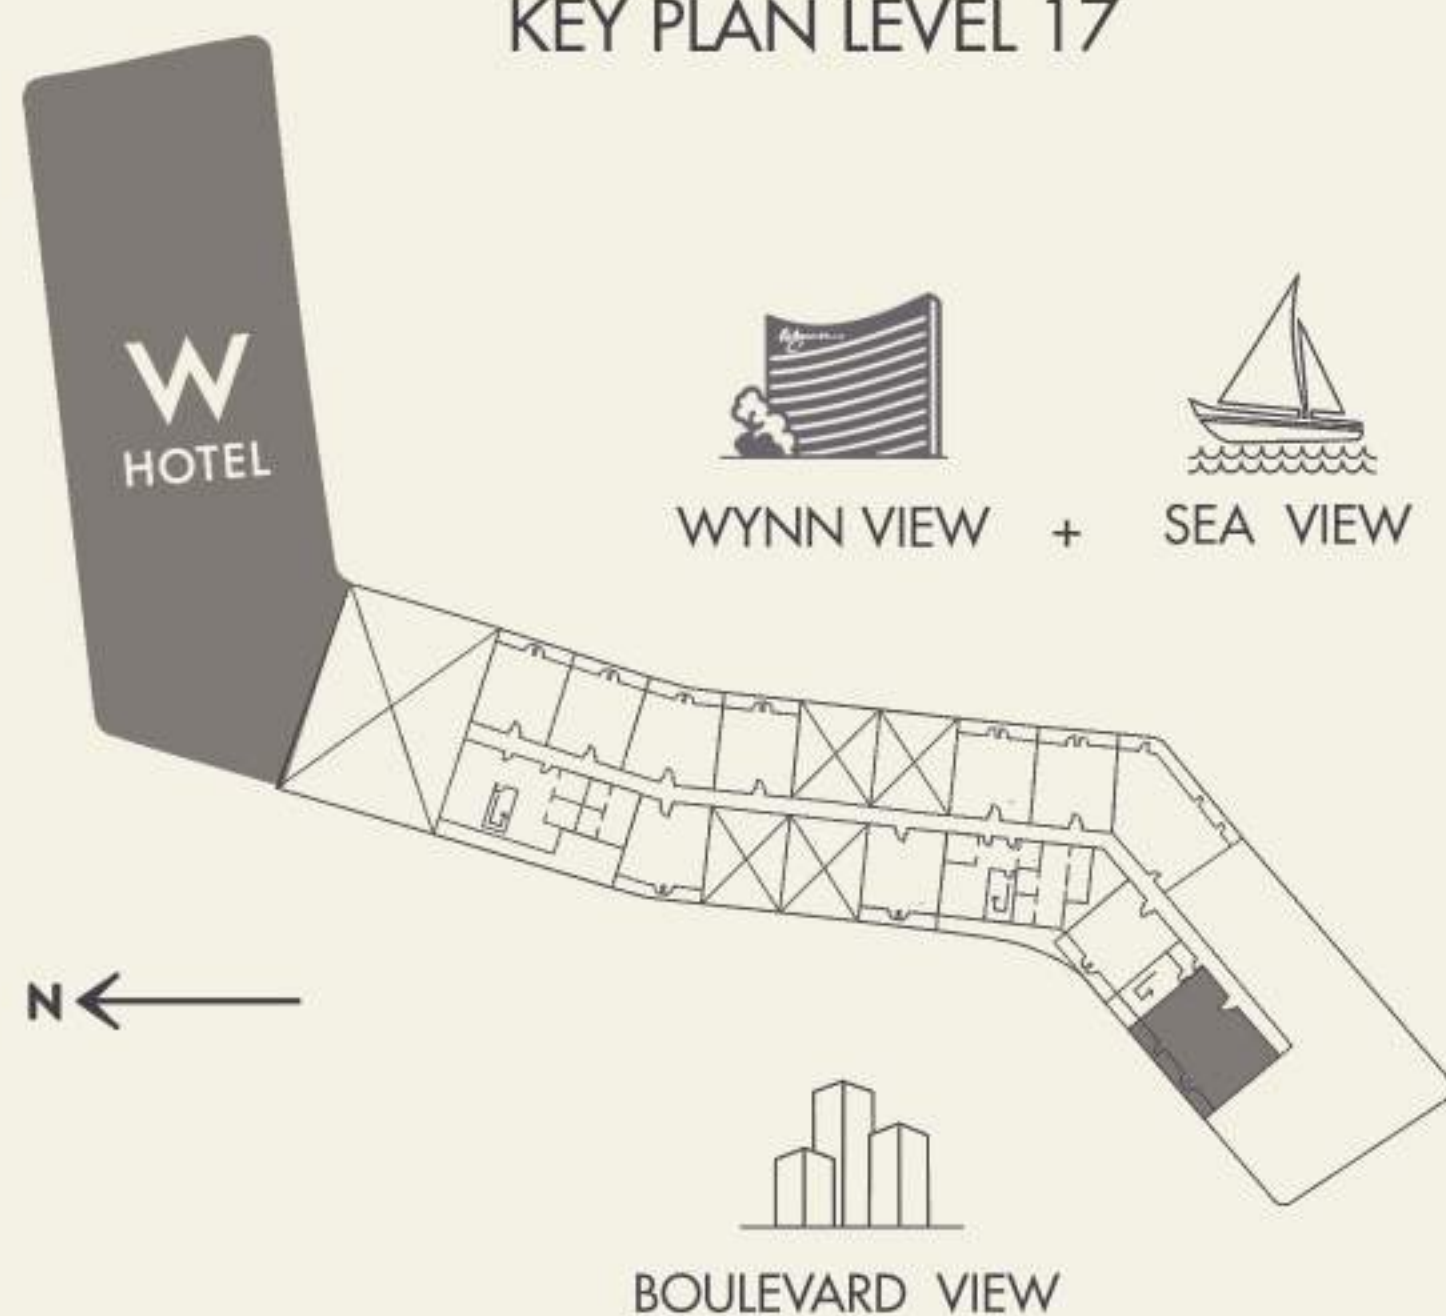 KEY PLAN LEVEL 17
W
HOTEL
WYNN VIEW + SEA VIEW
N
BOULEVARD VIEW